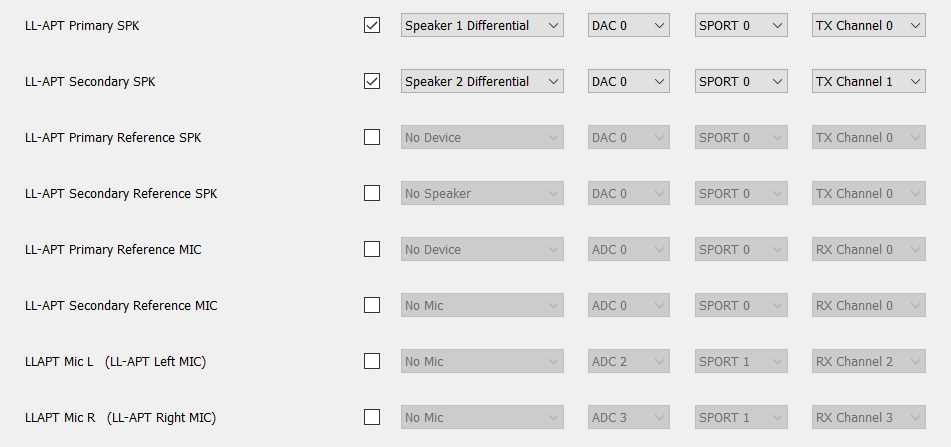 LL-APT Primary SPK Speaker 1 Differential DAC 0 SPORT 0 TX Channel 0
LL-APT Secondary SPK Speaker 2 Differential DAC 0 SPORT 0 TX Channel 1
LL-APT Primary Reference SPK No Device DAC 0 SPORT 0 TX Channel 0
LL-APT Secondary Reference SPK No Speaker DAC 0 SPORT 0 TX Channel 0
LL-APT Primary Reference MIC No Device ADC 0 SPORT 0 RX Channel 0
LL-APT Secondary Reference MIC No Mic ADC 0 SPORT 0 RX Channel 0
LLAPT Mic L (LL-APT Left MIC) No Mic ADC 2 SPORT 1 RX Channel 2
LLAPT Mic R (LL-APT Right MIC) No Mic ADC 3 SPORT 1 RX Channel 3